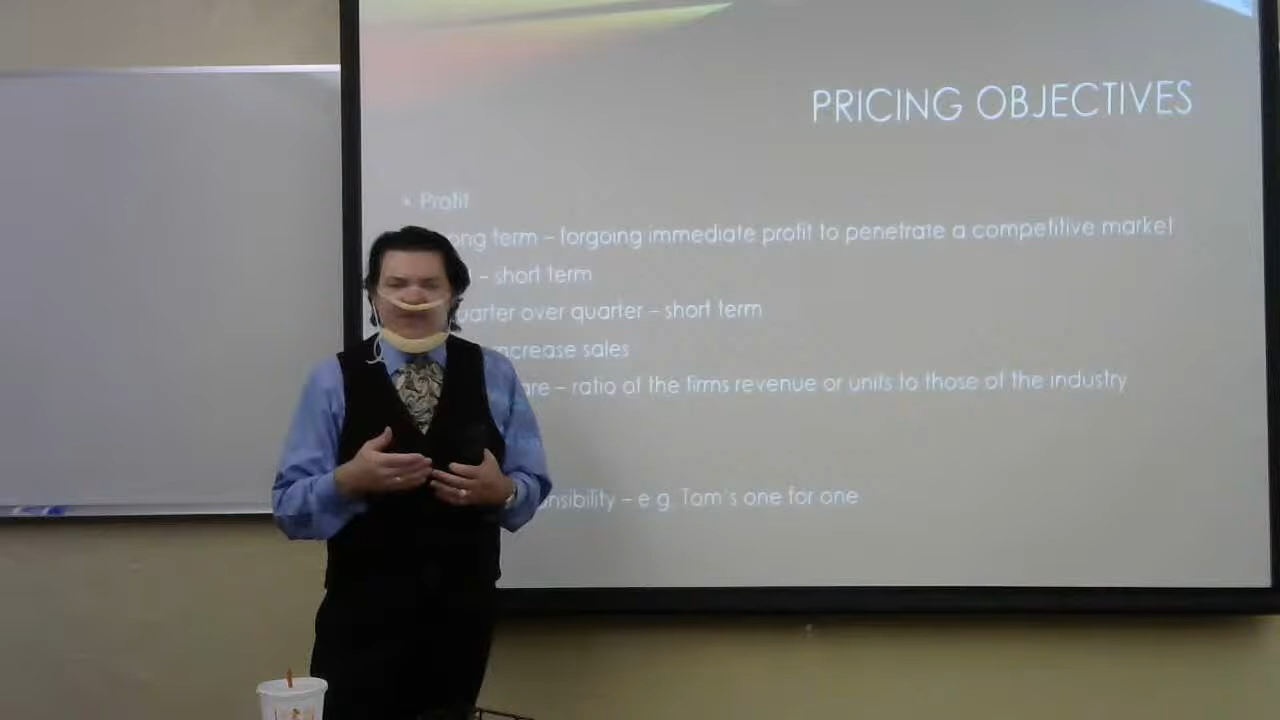 PRICING OBJECTIVES
• Profit
ong term – forgoing immediate profit to penetrate a competitive market
– short term
uarter over quarter – short term
ncrease sales
are – ratio of the firms revenue or units to those of the industry
nsibility – e g. Tom's one for one